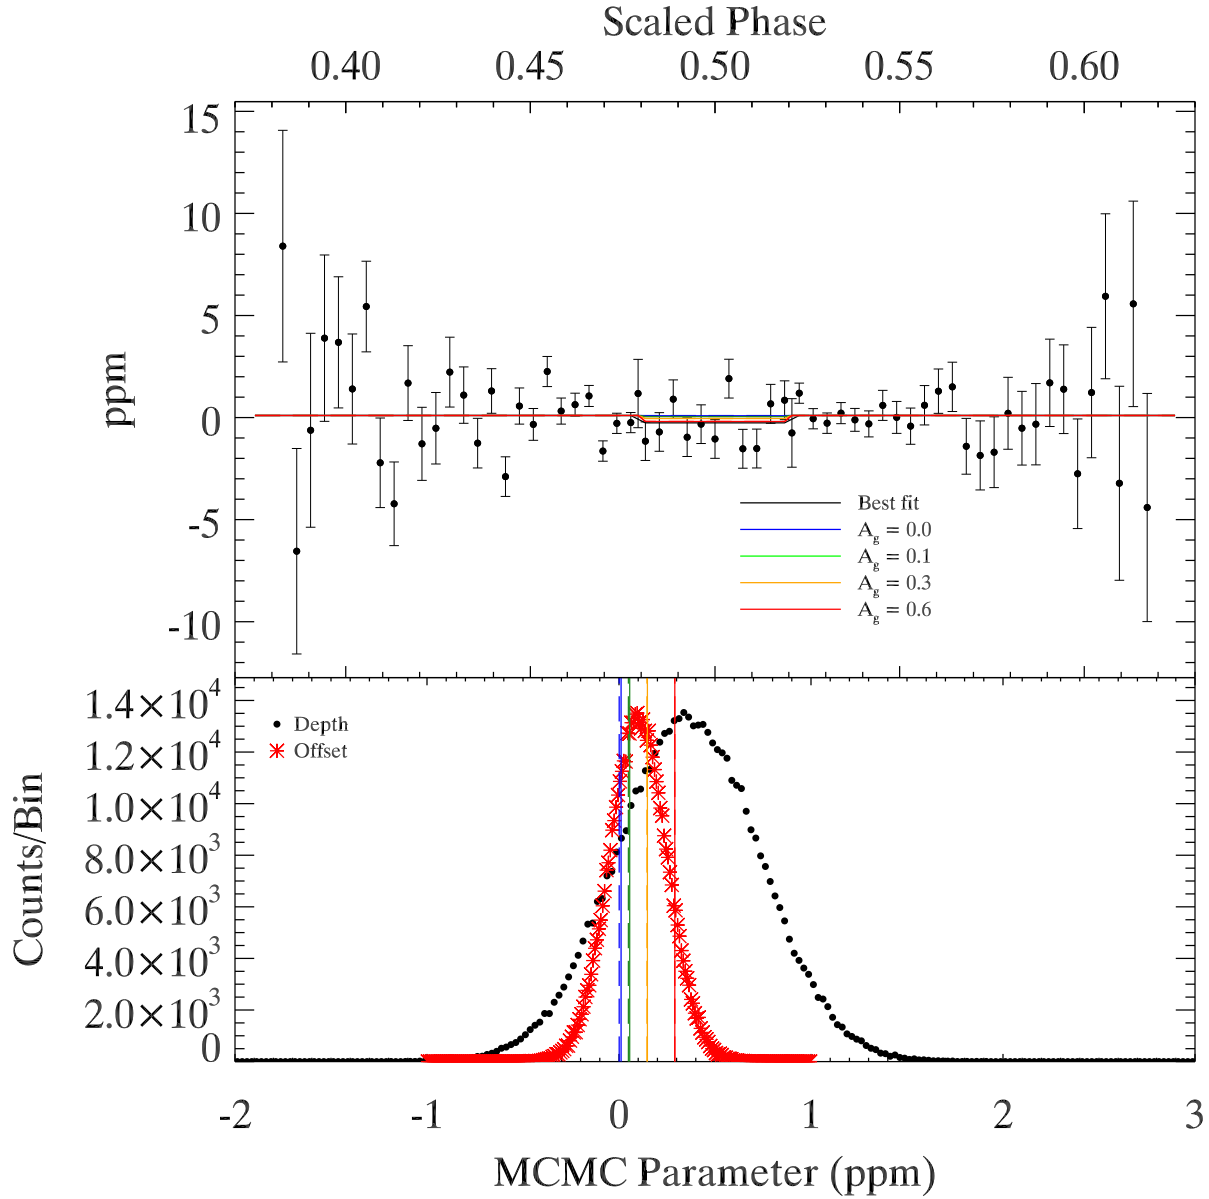 Scaled Phase
0.40 0.45 0.50 0.55 0.60
15
10
5
0
-5
-10
ppm
Best fit
A_g = 0.0
A_g = 0.1
A_g = 0.3
A_g = 0.6
1.4×10^4
1.2×10^4
1.0×10^4
8.0×10^3
6.0×10^3
4.0×10^3
2.0×10^3
0
Counts/Bin
Depth
Offset
-2 -1 0 1 2 3
MCMC Parameter (ppm)